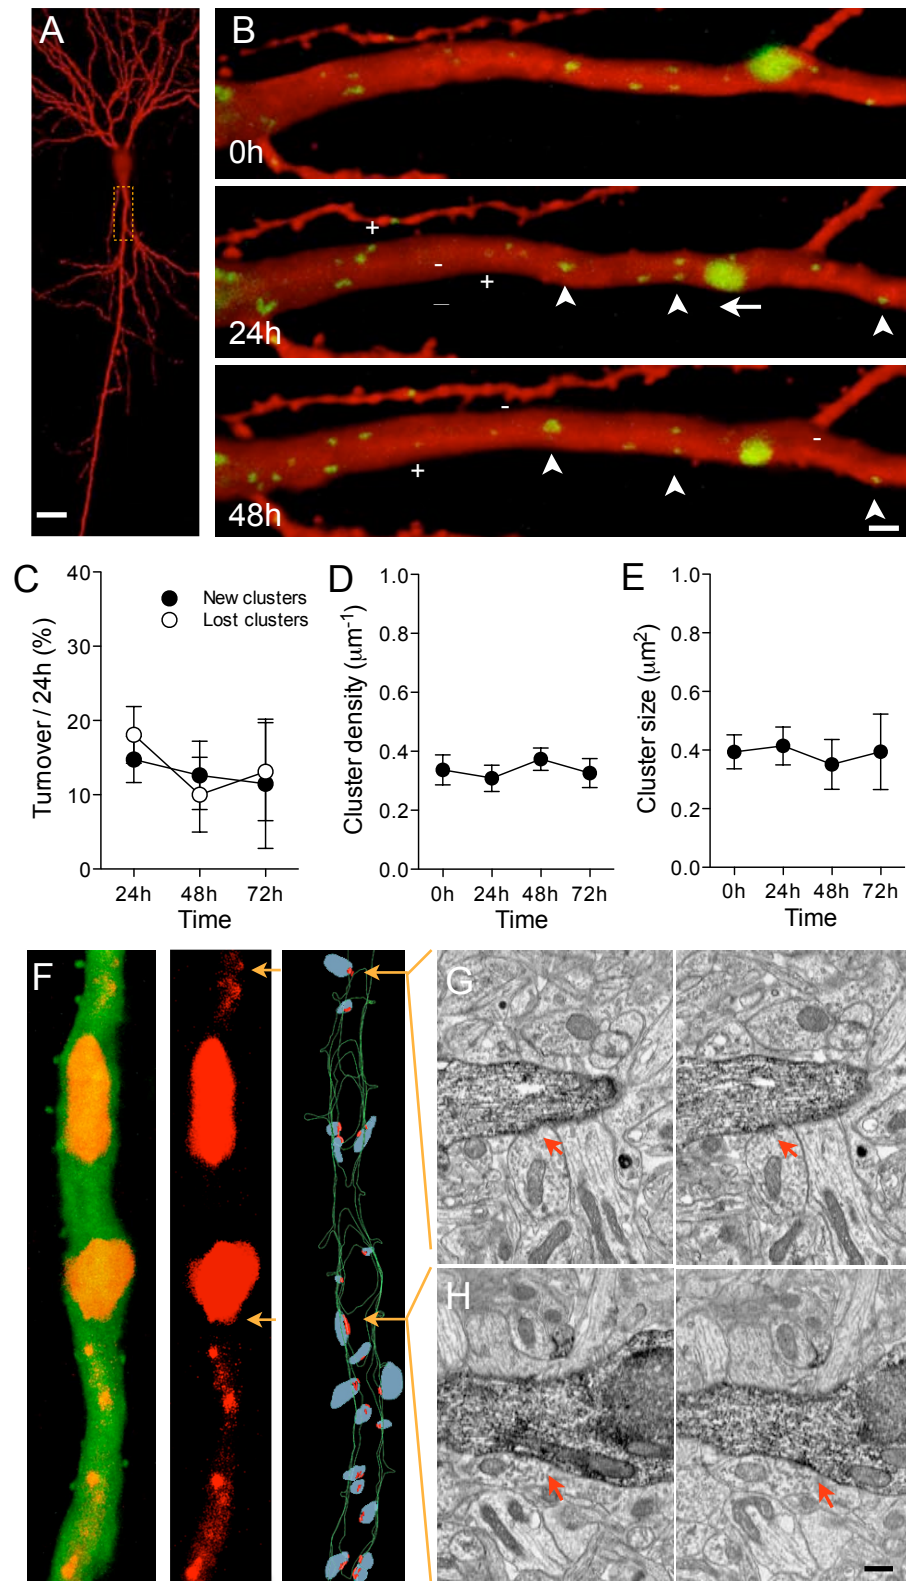 A
B
0h
+
-
+
_
24h
-
-
+
48h
C
40
30
20
10
0
Turnover / 24h (%)
New clusters
Lost clusters
24h
48h
72h
Time
D
1.0
0.8
0.6
0.4
0.2
0.0
Cluster density (μm-1)
0h
24h
48h
72h
Time
E
1.0
0.8
0.6
0.4
0.2
0.0
Cluster size (μm2)
0h
24h
48h
72h
Time
F
G
H